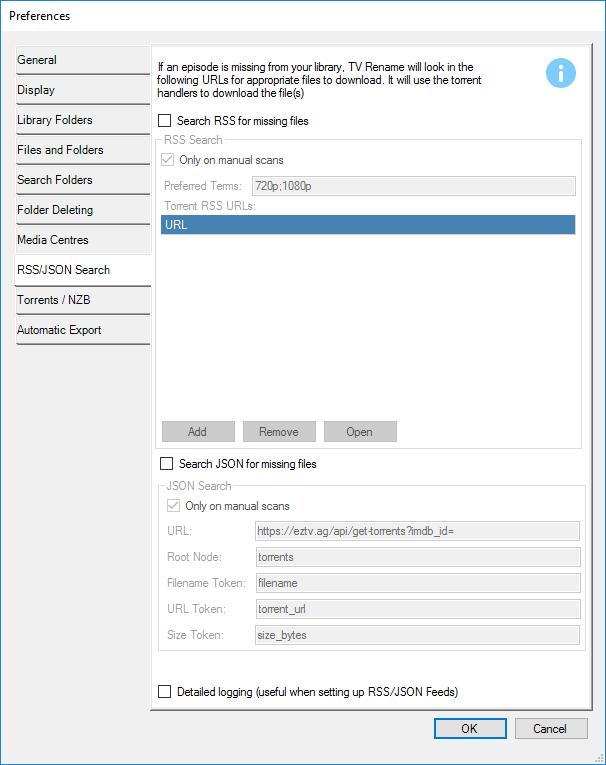 Preferences
General
Display
Library Folders
Files and Folders
Search Folders
Folder Deleting
Media Centres
RSS/JSON Search
Torrents / NZB
Automatic Export
If an episode is missing from your library, TV Rename will look in the
following URLs for appropriate files to download. It will use the torrent
handlers to download the file(s)
Search RSS for missing files
RSS Search
Only on manual scans
Preferred Terms: 720p;1080p
Torrent RSS URLs:
URL
Add Remove Open
Search JSON for missing files
JSON Search
Only on manual scans
URL: https://eztv.ag/api/get-torrents?imdb_id=
Root Node: torrents
Filename Token: filename
URL Token: torrent_url
Size Token: size_bytes
Detailed logging (useful when setting up RSS/JSON Feeds)
OK Cancel